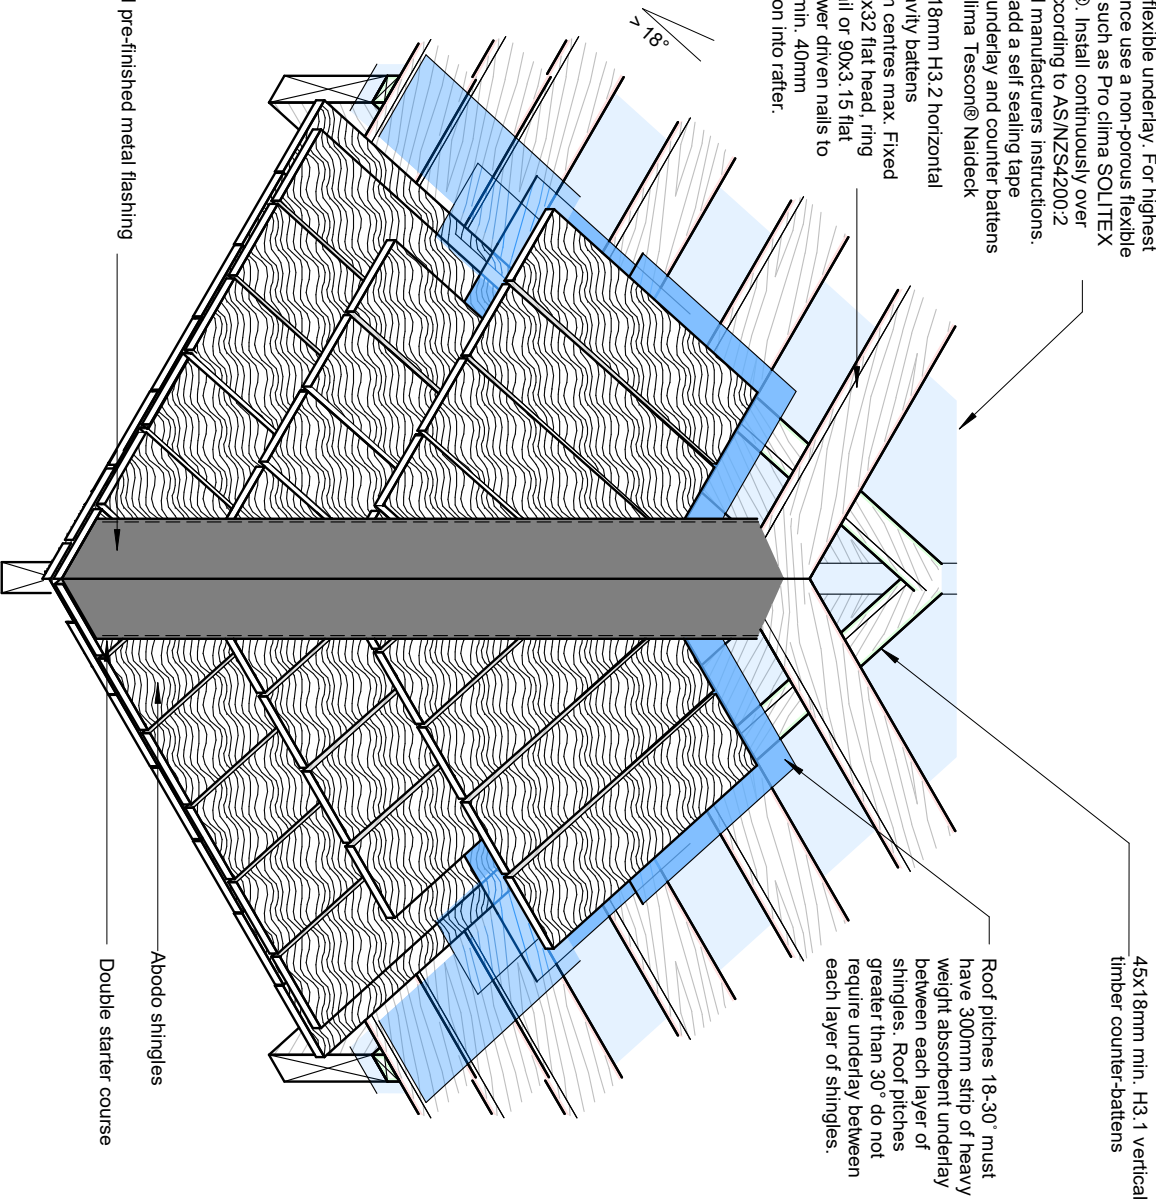 flexible underlay. For highest
nce use a non-porous flexible
such as Pro clima SOLITEX
®. Install continuously over
ccording to AS/NZS4200:2
l manufacturers instructions.
add a self sealing tape
underlay and counter battens
lima Tescon® Naideck
18mm H3.2 horizontal
vity battens
n centres max. Fixed
x32 flat head, ring
il or 90x3.15 flat
wer driven nails to
min. 40mm
on into rafter.
> 18°
l pre-finished metal flashing
45x18mm min. H3.1 vertical
timber counter-battens
Roof pitches 18-30° must
have 300mm strip of heavy
weight absorbent underlay
between each layer of
shingles. Roof pitches
greater than 30° do not
require underlay between
each layer of shingles.
Abodo shingles
Double starter course